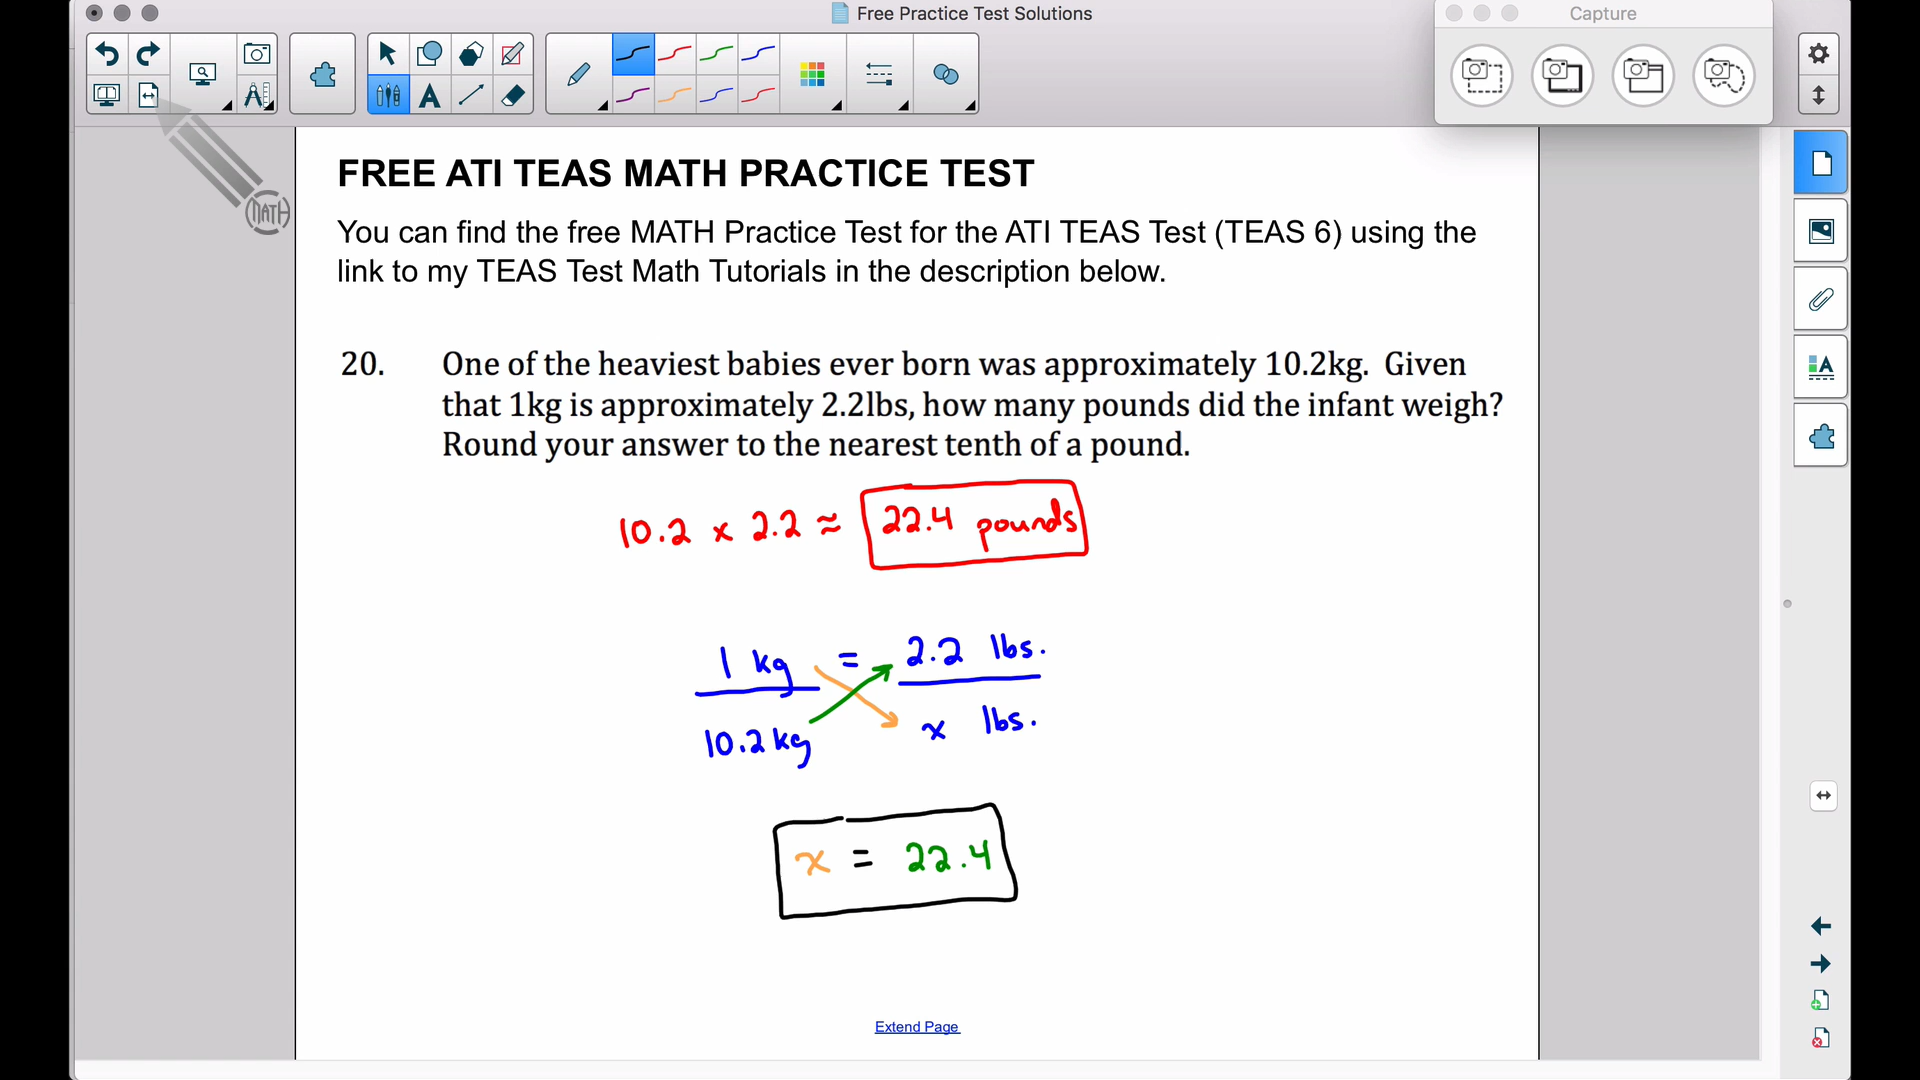 Free Practice Test Solutions
Capture
A
MATH
FREE ATI TEAS MATH PRACTICE TEST
You can find the free MATH Practice Test for the ATI TEAS Test (TEAS 6) using the
link to my TEAS Test Math Tutorials in the description below.
20. One of the heaviest babies ever born was approximately 10.2kg. Given
that 1kg is approximately 2.2lbs, how many pounds did the infant weigh?
Round your answer to the nearest tenth of a pound.
10.2 x 2.2 ≈ 22.4 pounds
1 kg = 2.2 lbs.
10.2 kg x lbs.
x = 22.4
Extend Page